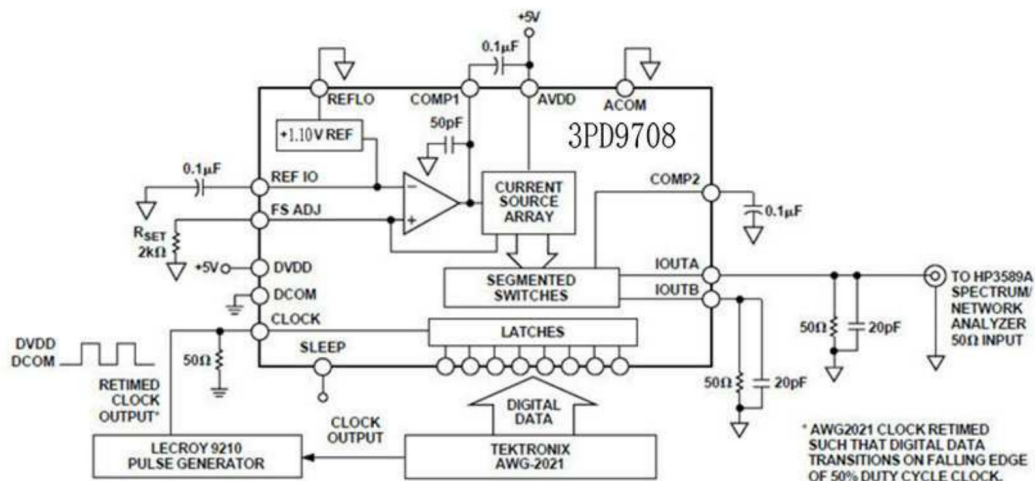 +5V
0.1µF
REFLO
COMP1
AVDD
ACOM
50pF
3PD9708
+1.10V REF
0.1µF
REF IO
CURRENT
SOURCE
ARRAY
COMP2
0.1µF
FS ADJ
RSET
2kΩ
+5V
DVDD
DCOM
SEGMENTED
SWITCHES
IOUTA
IOUTB
TO HP3589A
SPECTRUM/
NETWORK
ANALYZER
50Ω INPUT
CLOCK
LATCHES
50Ω
20pF
DVDD
DCOM
50Ω
SLEEP
50Ω
20pF
RETIMED
CLOCK
OUTPUT*
DIGITAL
DATA
CLOCK
OUTPUT
LECROY 9210
PULSE GENERATOR
TEKTRONIX
AWG-2021
* AWG2021 CLOCK RETIMED
SUCH THAT DIGITAL DATA
TRANSITIONS ON FALLING EDGE
OF 50% DUTY CYCLE CLOCK.
−
+